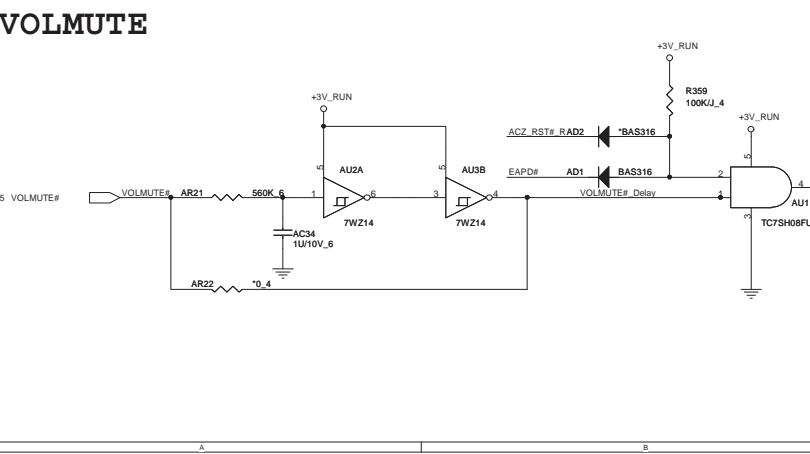 VOLMUTE
+3V_RUN
R359
100K/J_4
+3V_RUN
+3V_RUN
ACZ_RST#_R AD2 *BAS316
5 5 5
AU2A AU3B
EAPD# AD1 BAS316
2
5 VOLMUTE# VOLMUTE# AR21 560K_6 1 6 3 4 VOLMUTE#_Delay 1 4
AU1
7WZ14 7WZ14 3 TC7SH08FU
AC34
1U/10V_6
AR22 *0_4
A B